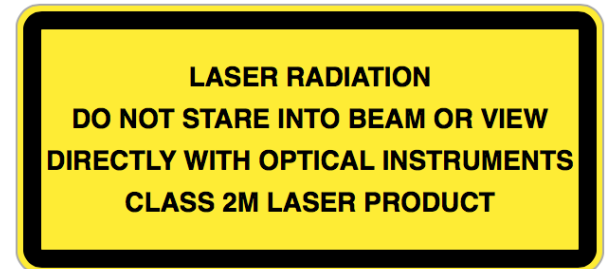 LASER RADIATION
DO NOT STARE INTO BEAM OR VIEW
DIRECTLY WITH OPTICAL INSTRUMENTS
CLASS 2M LASER PRODUCT